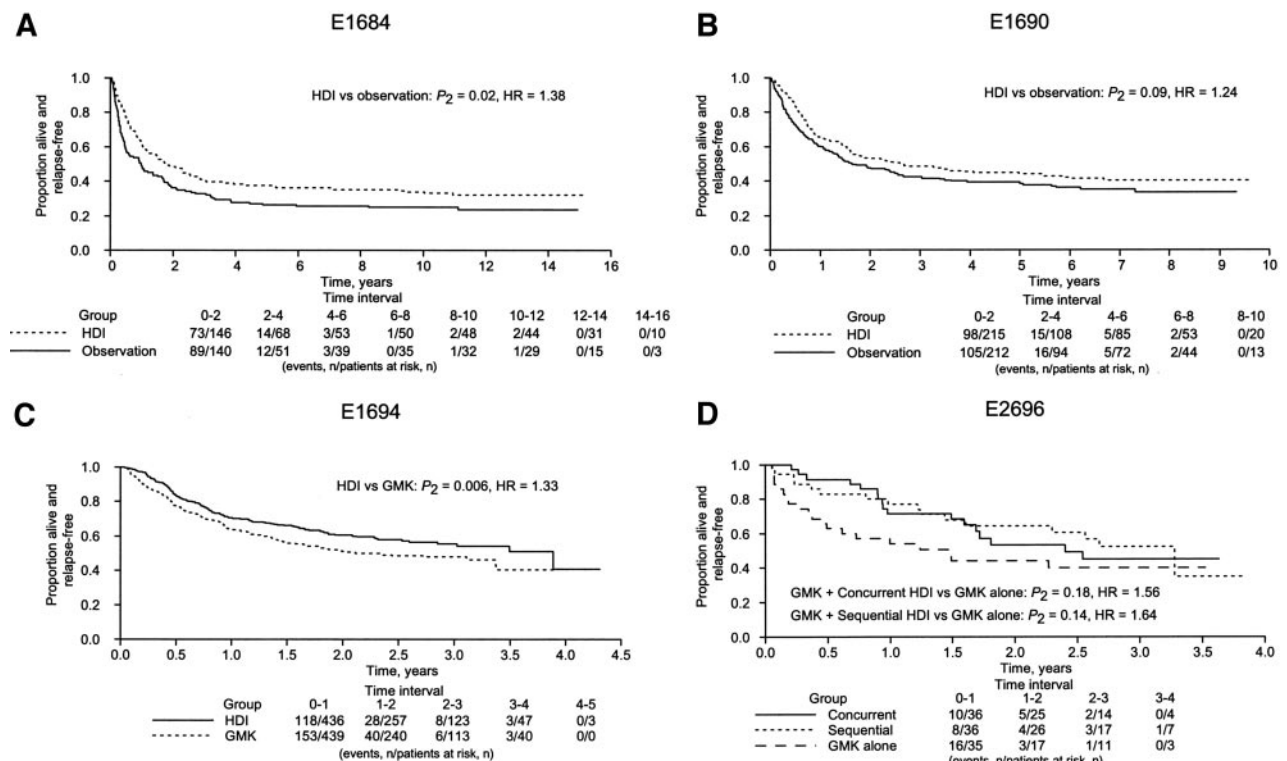 A
E1684
Proportion alive and
relapse-free
1.0
0.8
0.6
0.4
0.2
0.0
HDI vs observation: P2 = 0.02, HR = 1.38
0 2 4 6 8 10 12 14 16
Time, years
Time interval
Group 0-2 2-4 4-6 6-8 8-10 10-12 12-14 14-16
HDI 73/146 14/68 3/53 1/50 2/48 2/44 0/31 0/10
Observation 89/140 12/51 3/39 0/35 1/32 1/29 0/15 0/3
(events, n/patients at risk, n)
B
E1690
Proportion alive and
relapse-free
1.0
0.8
0.6
0.4
0.2
0.0
HDI vs observation: P2 = 0.09, HR = 1.24
0 1 2 3 4 5 6 7 8 9 10
Time, years
Time interval
Group 0-2 2-4 4-6 6-8 8-10
HDI 98/215 15/108 5/85 2/53 0/20
Observation 105/212 16/94 5/72 2/44 0/13
(events, n/patients at risk, n)
C
E1694
Proportion alive and
relapse-free
1.0
0.8
0.6
0.4
0.2
0.0
HDI vs GMK: P2 = 0.006, HR = 1.33
0.0 0.5 1.0 1.5 2.0 2.5 3.0 3.5 4.0 4.5
Time, years
Time interval
Group 0-1 1-2 2-3 3-4 4-5
HDI 118/436 28/257 8/123 3/47 0/3
GMK 153/439 40/240 6/113 3/40 0/0
(events, n/patients at risk, n)
D
E2696
Proportion alive and
relapse-free
1.0
0.8
0.6
0.4
0.2
0.0
GMK + Concurrent HDI vs GMK alone: P2 = 0.18, HR = 1.56
GMK + Sequential HDI vs GMK alone: P2 = 0.14, HR = 1.64
0.0 0.5 1.0 1.5 2.0 2.5 3.0 3.5 4.0
Time, years
Time interval
Group 0-1 1-2 2-3 3-4
Concurrent 10/36 5/25 2/14 0/4
Sequential 8/36 4/26 3/17 1/7
GMK alone 16/35 3/17 1/11 0/3
(events, n/patients at risk, n)